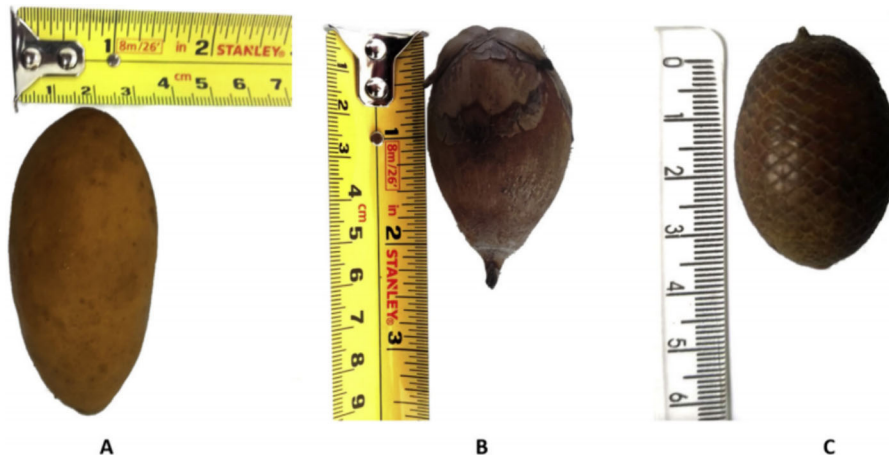 1 8m/26' in 2 STANLEY®
4 cm 5 6 7
1 2 3
1 2 3 4 cm 5 6 7 8 9
1 8m/26' in 2 STANLEY® 3
0 1 2 3 4 5 6
A B C